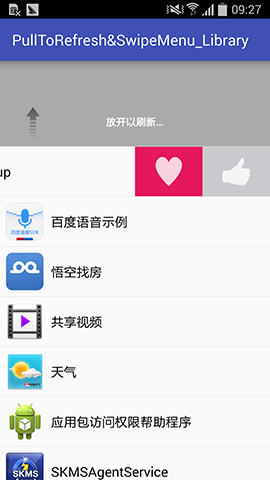 09:27
PullToRefresh&SwipeMenu_Library
放开以刷新...
up
百度语音示例
百度语音SDK
悟空找房
共享视频
天气
应用包访问权限帮助程序
SKMSAgentService
SKMS